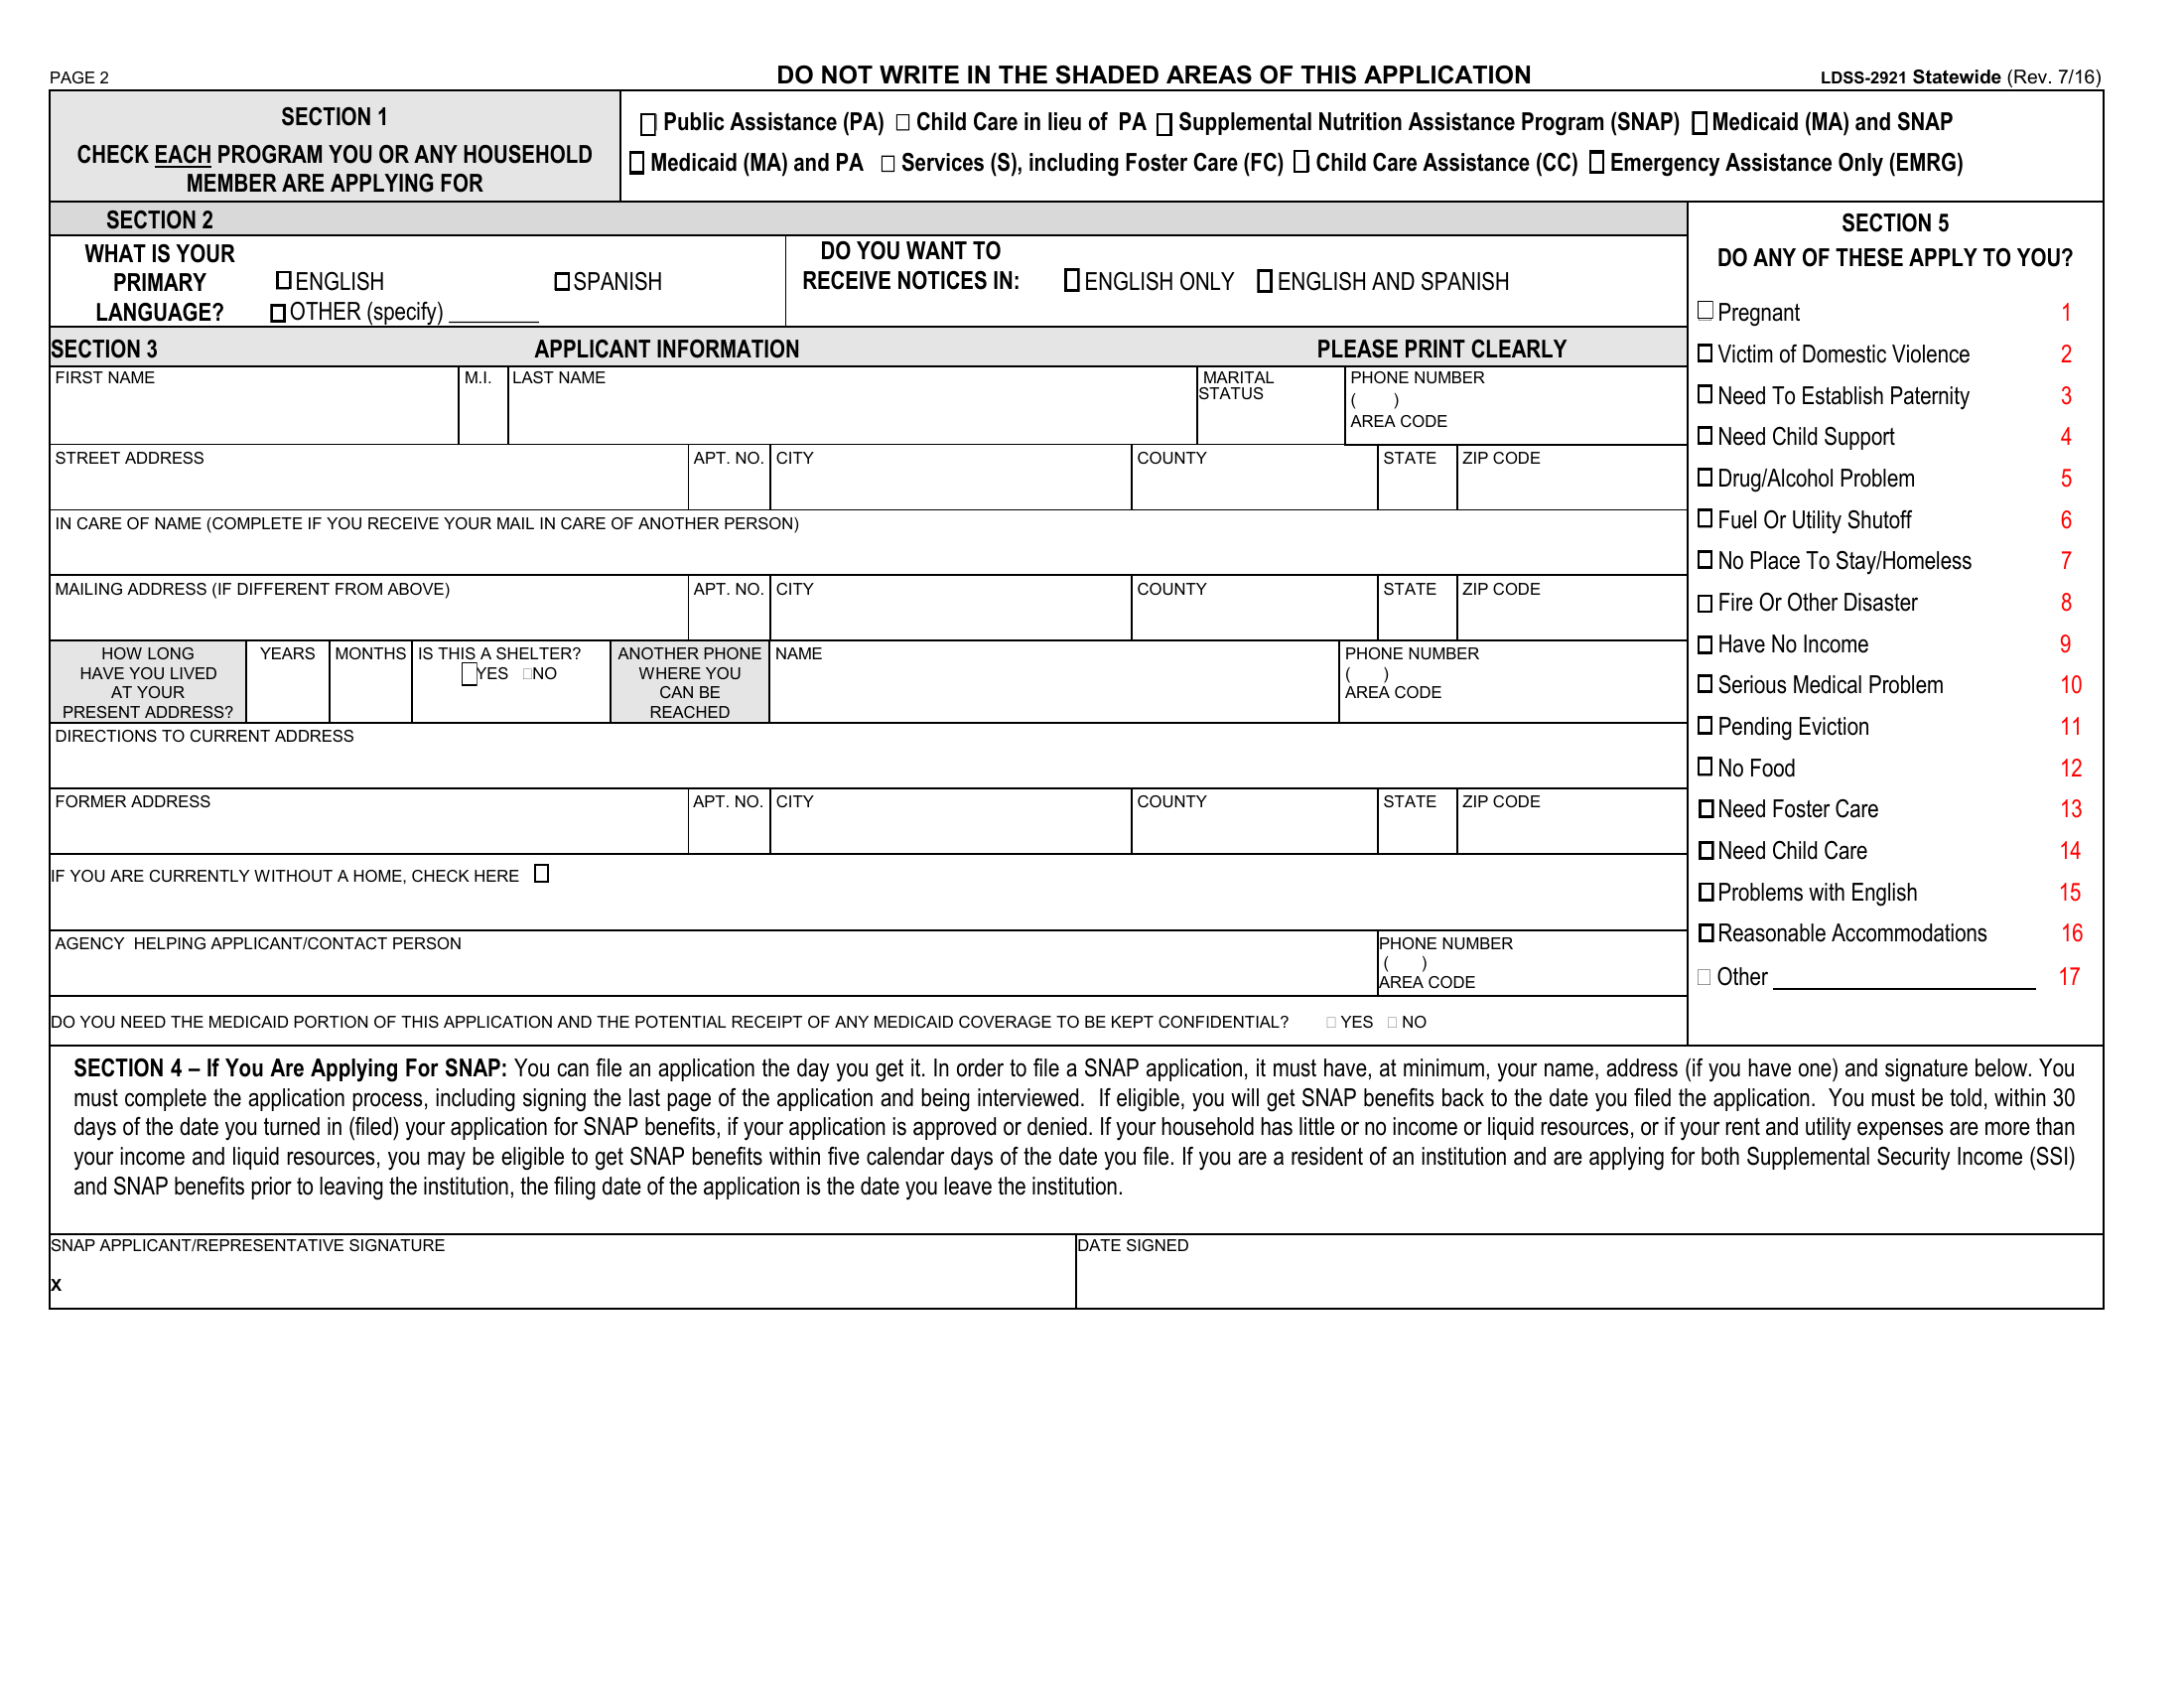 PAGE 2
DO NOT WRITE IN THE SHADED AREAS OF THIS APPLICATION
LDSS-2921 Statewide (Rev. 7/16)
SECTION 1
CHECK EACH PROGRAM YOU OR ANY HOUSEHOLD
MEMBER ARE APPLYING FOR
☐ Public Assistance (PA) ☐ Child Care in lieu of PA ☐ Supplemental Nutrition Assistance Program (SNAP) ☐ Medicaid (MA) and SNAP
☐ Medicaid (MA) and PA ☐ Services (S), including Foster Care (FC) ☐ Child Care Assistance (CC) ☐ Emergency Assistance Only (EMRG)
SECTION 2
WHAT IS YOUR
PRIMARY
LANGUAGE?
☐ ENGLISH ☐ SPANISH
☐ OTHER (specify) ________
DO YOU WANT TO
RECEIVE NOTICES IN:
☐ ENGLISH ONLY ☐ ENGLISH AND SPANISH
SECTION 3 APPLICANT INFORMATION PLEASE PRINT CLEARLY
FIRST NAME
M.I.
LAST NAME
MARITAL
STATUS
PHONE NUMBER
( )
AREA CODE
STREET ADDRESS
APT. NO.
CITY
COUNTY
STATE
ZIP CODE
IN CARE OF NAME (COMPLETE IF YOU RECEIVE YOUR MAIL IN CARE OF ANOTHER PERSON)
MAILING ADDRESS (IF DIFFERENT FROM ABOVE)
APT. NO.
CITY
COUNTY
STATE
ZIP CODE
HOW LONG
HAVE YOU LIVED
AT YOUR
PRESENT ADDRESS?
YEARS
MONTHS
IS THIS A SHELTER?
☐ YES ☐ NO
ANOTHER PHONE
WHERE YOU
CAN BE
REACHED
NAME
PHONE NUMBER
( )
AREA CODE
DIRECTIONS TO CURRENT ADDRESS
FORMER ADDRESS
APT. NO.
CITY
COUNTY
STATE
ZIP CODE
IF YOU ARE CURRENTLY WITHOUT A HOME, CHECK HERE ☐
AGENCY HELPING APPLICANT/CONTACT PERSON
PHONE NUMBER
( )
AREA CODE
DO YOU NEED THE MEDICAID PORTION OF THIS APPLICATION AND THE POTENTIAL RECEIPT OF ANY MEDICAID COVERAGE TO BE KEPT CONFIDENTIAL? ☐ YES ☐ NO
SECTION 5
DO ANY OF THESE APPLY TO YOU?
☐ Pregnant 1
☐ Victim of Domestic Violence 2
☐ Need To Establish Paternity 3
☐ Need Child Support 4
☐ Drug/Alcohol Problem 5
☐ Fuel Or Utility Shutoff 6
☐ No Place To Stay/Homeless 7
☐ Fire Or Other Disaster 8
☐ Have No Income 9
☐ Serious Medical Problem 10
☐ Pending Eviction 11
☐ No Food 12
☐ Need Foster Care 13
☐ Need Child Care 14
☐ Problems with English 15
☐ Reasonable Accommodations 16
☐ Other ____________________ 17
SECTION 4 – If You Are Applying For SNAP: You can file an application the day you get it. In order to file a SNAP application, it must have, at minimum, your name, address (if you have one) and signature below. You
must complete the application process, including signing the last page of the application and being interviewed. If eligible, you will get SNAP benefits back to the date you filed the application. You must be told, within 30
days of the date you turned in (filed) your application for SNAP benefits, if your application is approved or denied. If your household has little or no income or liquid resources, or if your rent and utility expenses are more than
your income and liquid resources, you may be eligible to get SNAP benefits within five calendar days of the date you file. If you are a resident of an institution and are applying for both Supplemental Security Income (SSI)
and SNAP benefits prior to leaving the institution, the filing date of the application is the date you leave the institution.
SNAP APPLICANT/REPRESENTATIVE SIGNATURE
X
DATE SIGNED